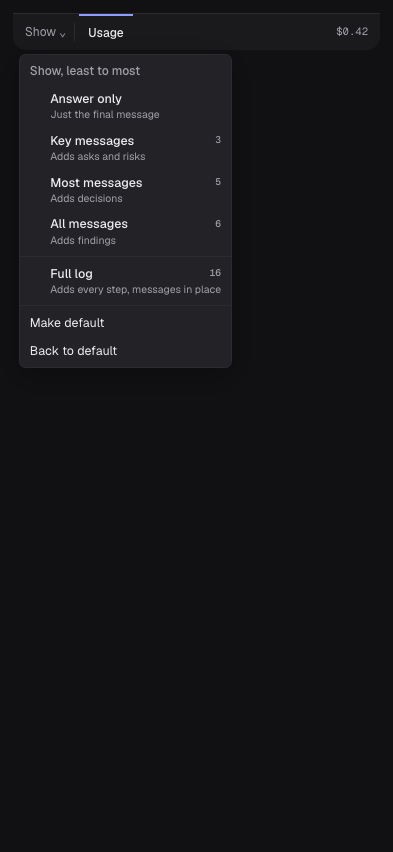 Show
Usage
$0.42
Show, least to most
Answer only
Just the final message
Key messages 3
Adds asks and risks
Most messages 5
Adds decisions
All messages 6
Adds findings
Full log 16
Adds every step, messages in place
Make default
Back to default